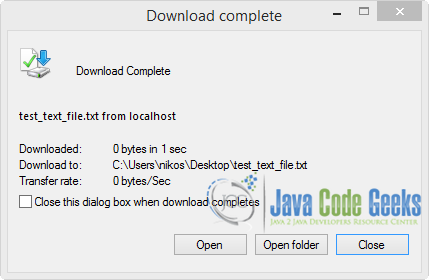 Download complete
Download Complete
test_text_file.txt from localhost
Downloaded: 0 bytes in 1 sec
Download to: C:\Users\nikos\Desktop\test_text_file.txt
Transfer rate: 0 bytes/Sec
Close this dialog box when download completes
Java Code Geeks
Java 2 Java Developers Resource Center
Open
Open folder
Close